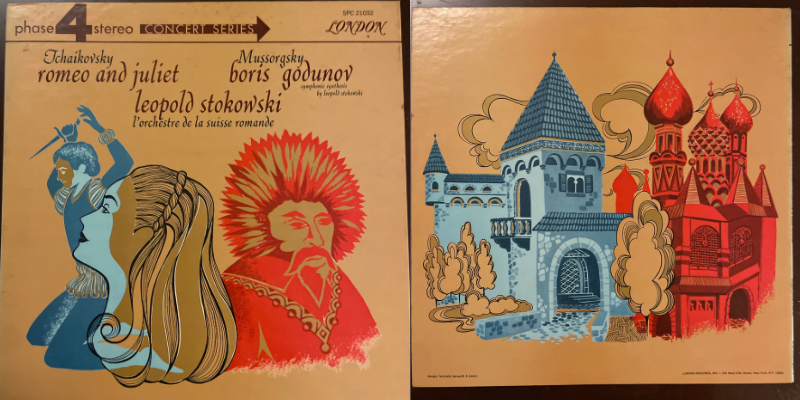 SPC 21032
phase 4 stereo CONCERT SERIES LONDON
Tchaikovsky
romeo and juliet
Mussorgsky
boris godunov
symphonic synthesis
by leopold stokowski
leopold stokowski
l'orchestre de la suisse romande